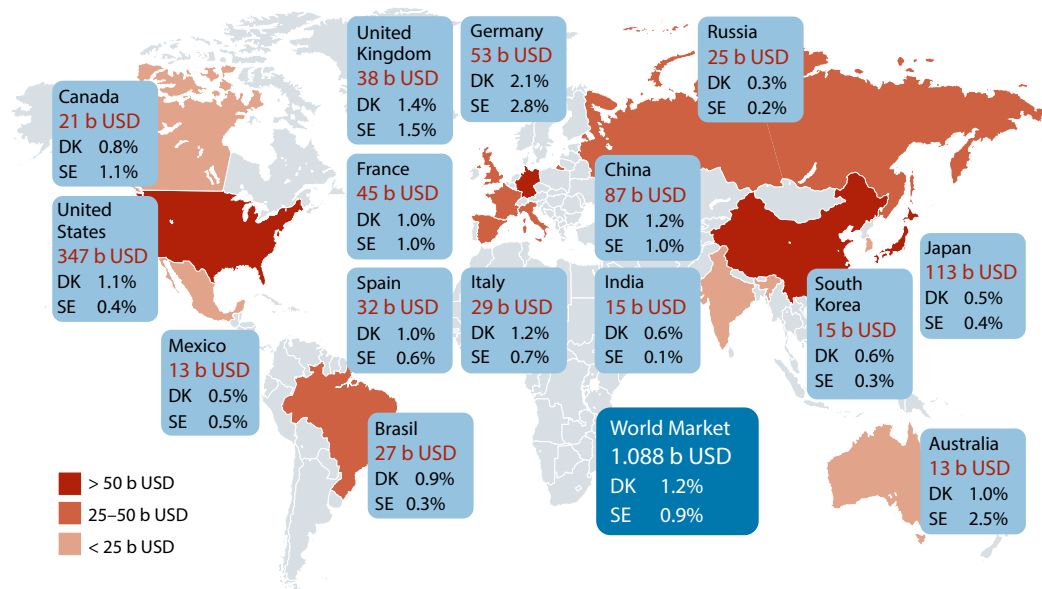 Canada
21 b USD
DK 0.8%
SE 1.1%
United
States
347 b USD
DK 1.1%
SE 0.4%
Mexico
13 b USD
DK 0.5%
SE 0.5%
United
Kingdom
38 b USD
DK 1.4%
SE 1.5%
Germany
53 b USD
DK 2.1%
SE 2.8%
Russia
25 b USD
DK 0.3%
SE 0.2%
France
45 b USD
DK 1.0%
SE 1.0%
China
87 b USD
DK 1.2%
SE 1.0%
Spain
32 b USD
DK 1.0%
SE 0.6%
Italy
29 b USD
DK 1.2%
SE 0.7%
India
15 b USD
DK 0.6%
SE 0.1%
South
Korea
15 b USD
DK 0.6%
SE 0.3%
Japan
113 b USD
DK 0.5%
SE 0.4%
Brasil
27 b USD
DK 0.9%
SE 0.3%
World Market
1.088 b USD
DK 1.2%
SE 0.9%
Australia
13 b USD
DK 1.0%
SE 2.5%
> 50 b USD
25–50 b USD
< 25 b USD